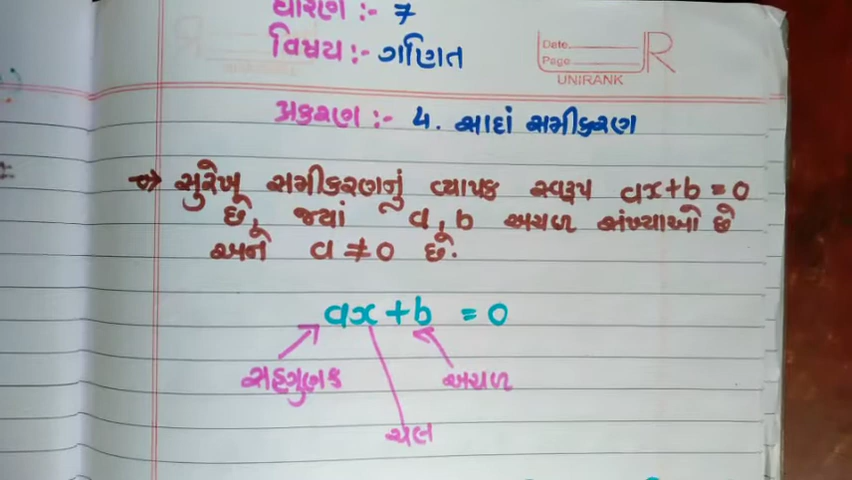 ધોરણ :- 7
વિષય :- ગણિત
Date
Page
R
UNIRANK
પ્રકરણ :- 4. સાદાં સમીકરણ
સુરેખ સમીકરણનું વ્યાપક સ્વરૂપ ax+b=0
છે, જ્યાં a, b અચળ સંખ્યાઓ છે
અને a ≠ 0 છે.
ax + b = 0
સહગુણક અચળ
ચલ